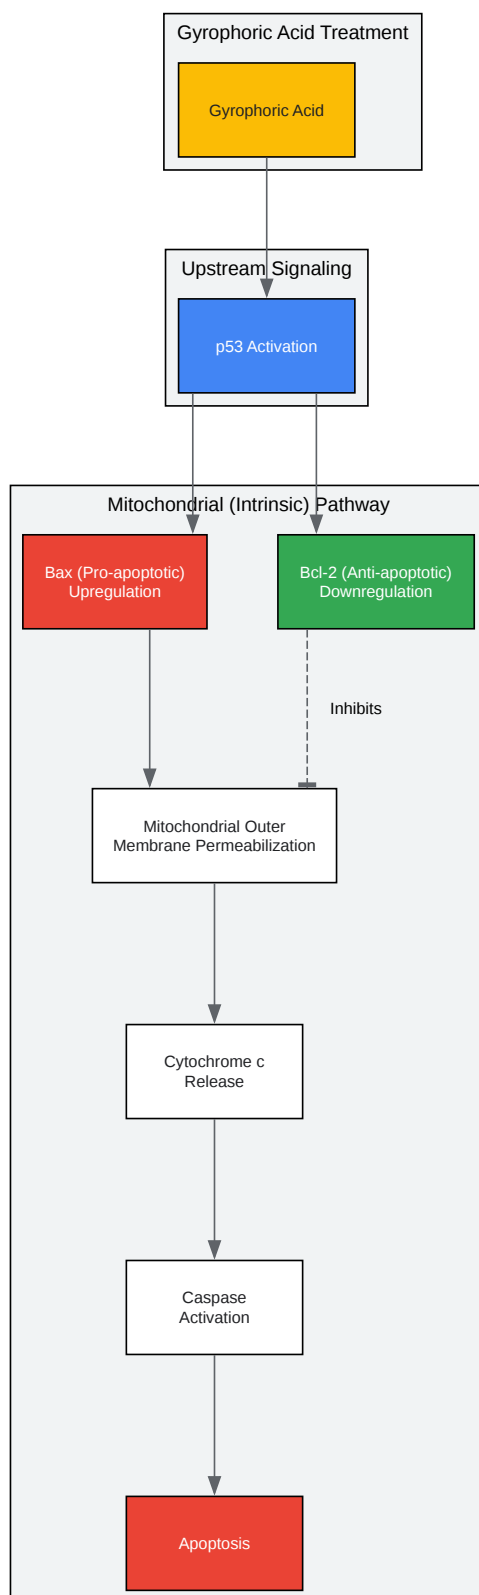 Gyrophoric Acid Treatment
Gyrophoric Acid
Upstream Signaling
p53 Activation
Mitochondrial (Intrinsic) Pathway
Bax (Pro-apoptotic)
Upregulation
Bcl-2 (Anti-apoptotic)
Downregulation
Inhibits
Mitochondrial Outer
Membrane Permeabilization
Cytochrome c
Release
Caspase
Activation
Apoptosis